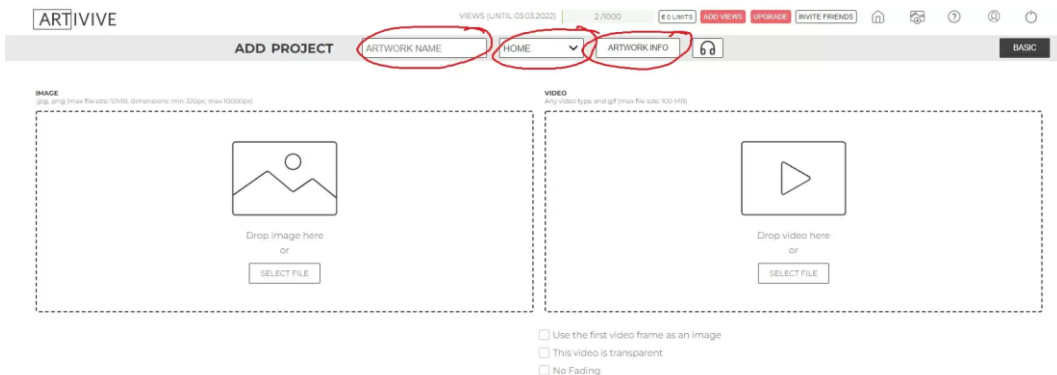 ARTIVIVE
VIEWS (UNTIL 03.03.2022) 2 /1000 € 0 LIMITS ADD VIEWS UPGRADE INVITE FRIENDS
ADD PROJECT ARTWORK NAME HOME ARTWORK INFO BASIC
IMAGE
.jpg, .png (max file size: 12MB, dimensions: min 320px, max 10000px)
Drop image here
or
SELECT FILE
VIDEO
Any video type and gif (max file size: 100 MB)
Drop video here
or
SELECT FILE
Use the first video frame as an image
This video is transparent
No Fading